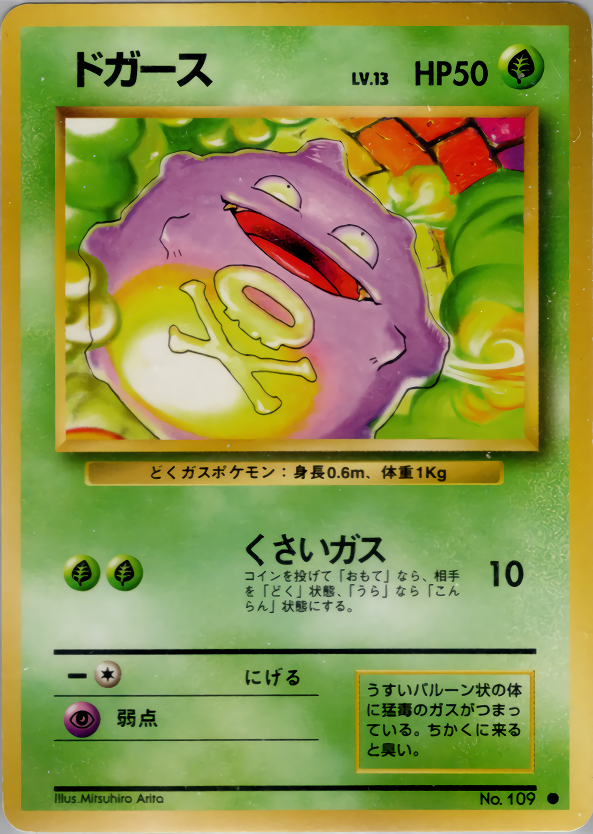 ドガース LV.13 HP50
どくガスポケモン：身長0.6m、体重1Kg
くさいガス 10
コインを投げて「おもて」なら、相手
を「どく」状態、「うら」なら「こん
らん」状態にする。
にげる
弱点
うすいバルーン状の体
に猛毒のガスがつまっ
ている。ちかくに来る
と臭い。
Illus.Mitsuhiro Arita
No. 109